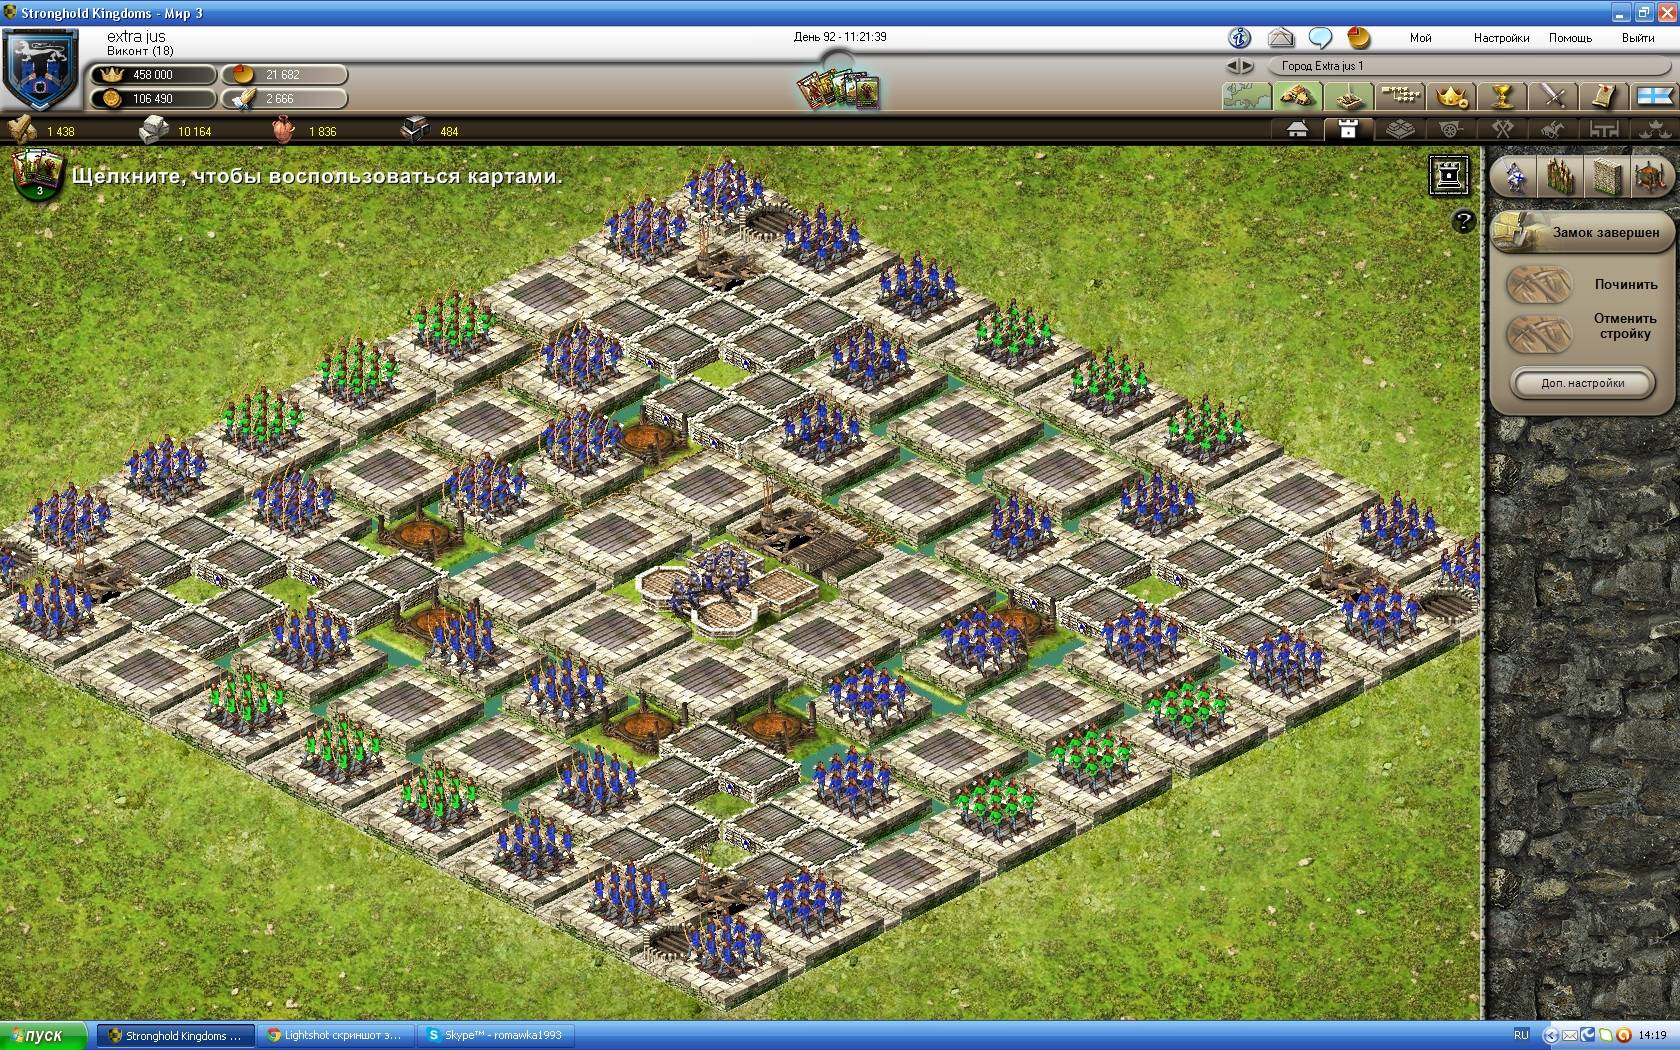 Stronghold Kingdoms - Мир 3
extra jus
Виконт (18)
День 92 - 11:21:39
Мой
Настройки
Помощь
Выйти
Город Extra jus 1
458 000
21 682
106 490
2 666
1 438
10 164
1 836
484
3
Щелкните, чтобы воспользоваться картами.
?
Замок завершен
Починить
Отменить
стройку
Доп. настройки
пуск
Stronghold Kingdoms ...
Lightshot скриншот э...
Skype™ - romawka1993
RU
14:19